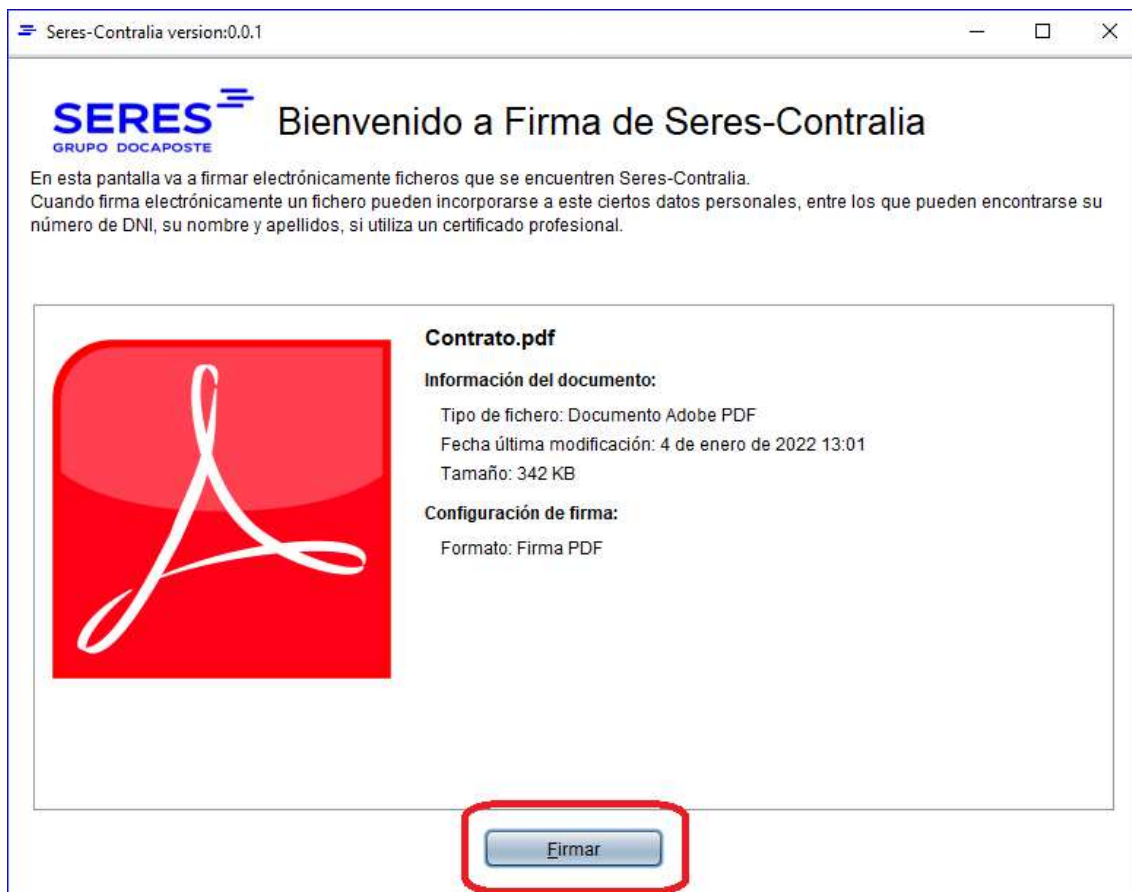 Seres-Contralia version:0.0.1
SERES
GRUPO DOCAPOSTE
Bienvenido a Firma de Seres-Contralia
En esta pantalla va a firmar electrónicamente ficheros que se encuentren Seres-Contralia.
Cuando firma electrónicamente un fichero pueden incorporarse a este ciertos datos personales, entre los que pueden encontrarse su
número de DNI, su nombre y apellidos, si utiliza un certificado profesional.
Contrato.pdf
Información del documento:
Tipo de fichero: Documento Adobe PDF
Fecha última modificación: 4 de enero de 2022 13:01
Tamaño: 342 KB
Configuración de firma:
Formato: Firma PDF
Firmar